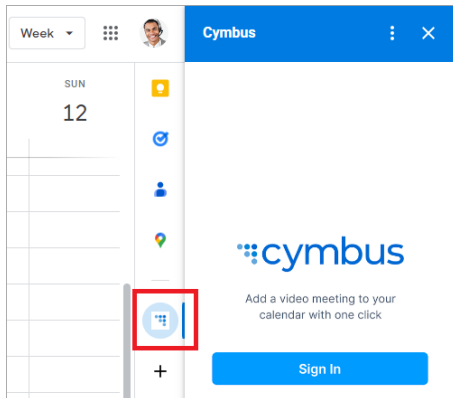 Week
Cymbus
SUN
12
cymbus
Add a video meeting to your
calendar with one click
Sign In